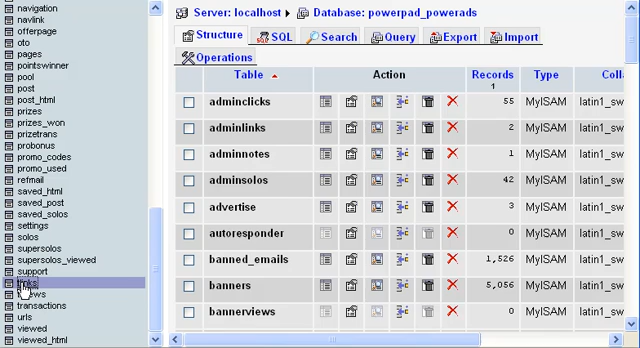 navigation
navlink
offerpage
oto
pages
pointswinner
pool
post
post_html
prizes
prizes_won
prizetrans
probonus
promo_codes
promo_used
refmail
saved_html
saved_post
saved_solos
settings
solos
supersolos
supersolos_viewed
support
transactions
urls
viewed
viewed_html
Server: localhost Database: powerpad_powerads
Structure SQL Search Query Export Import
Operations
Table Action Records Type
1
adminclicks 55 MyISAM latin1_sw
adminlinks 2 MyISAM latin1_sw
adminnotes 1 MyISAM latin1_sw
adminsolos 42 MyISAM latin1_sw
advertise 3 MyISAM latin1_sw
autoresponder 0 MyISAM latin1_sw
banned_emails 1,526 MyISAM latin1_sw
banners 5,056 MyISAM latin1_sw
bannerviews 0 MyISAM latin1_sw